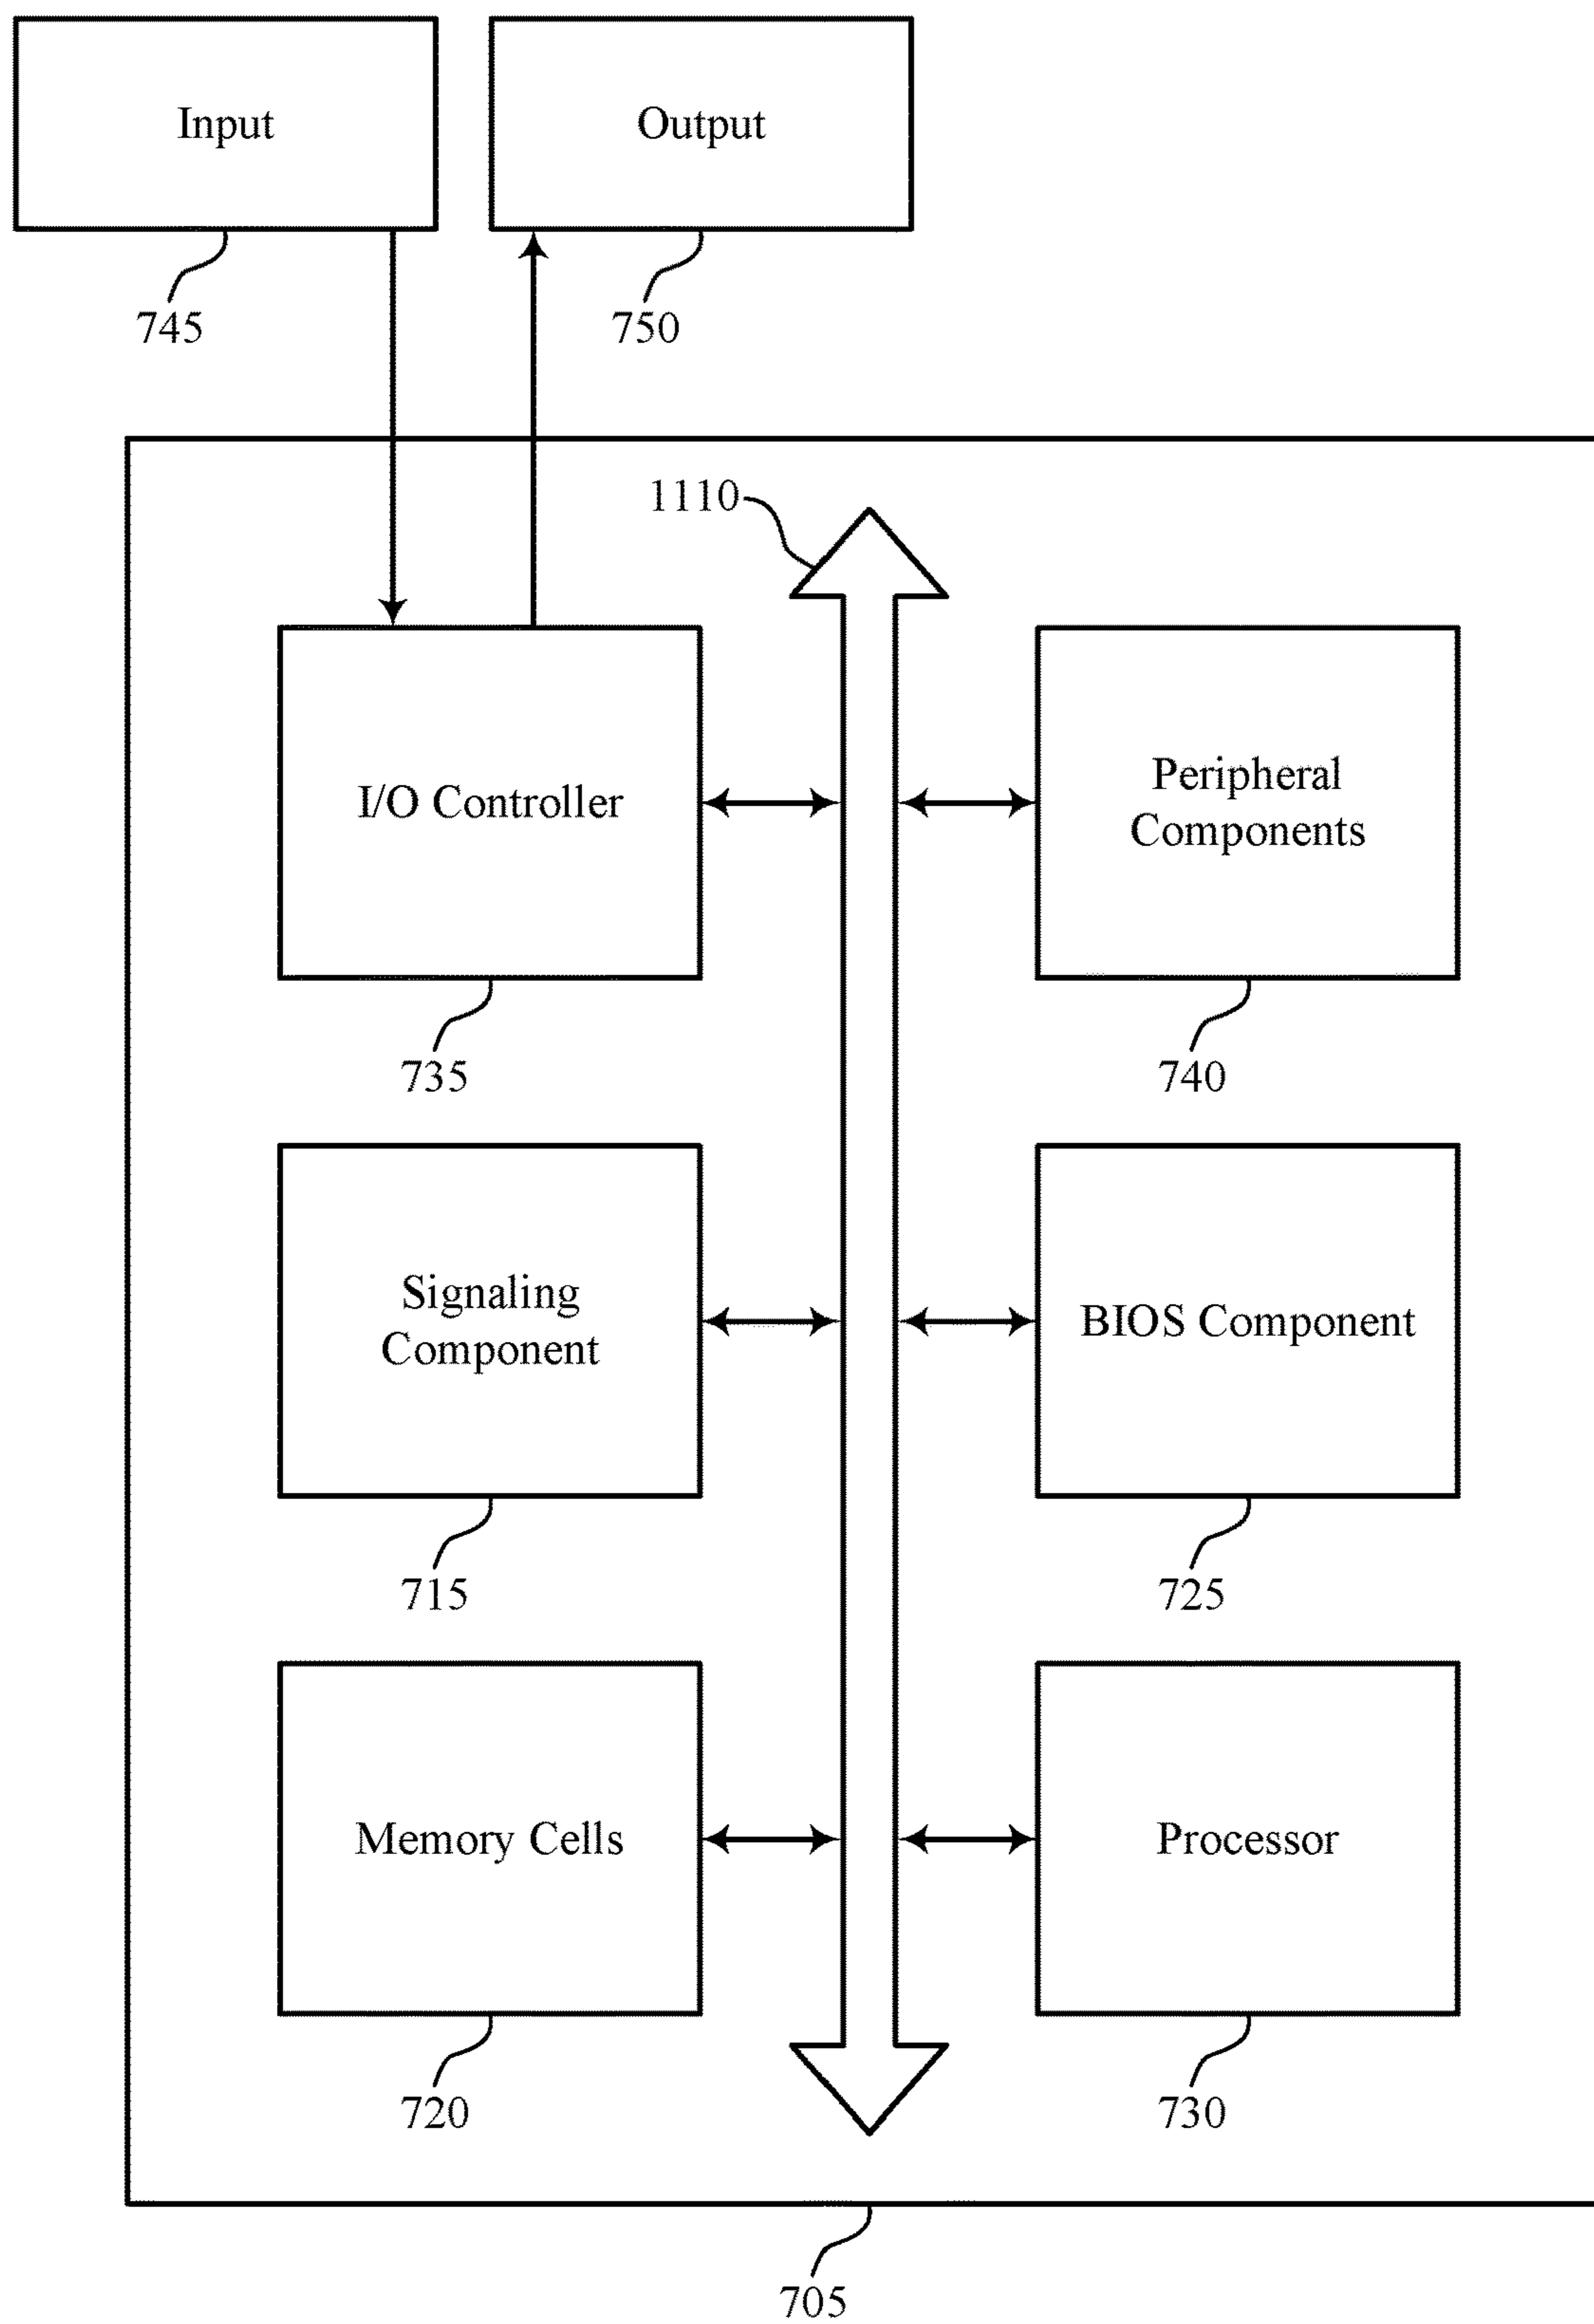 Input
Output
745
750
1110
I/O Controller
Peripheral
Components
735
740
Signaling
Component
BIOS Component
715
725
Memory Cells
Processor
720
730
705